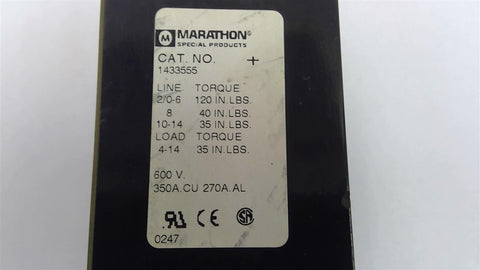 MARATHON
SPECIAL PRODUCTS
CAT. NO. +
1433555
LINE TORQUE
2/0-6 120 IN.LBS.
8 40 IN.LBS.
10-14 35 IN.LBS.
LOAD TORQUE
4-14 35 IN.LBS.
600 V.
350A.CU 270A.AL
0247